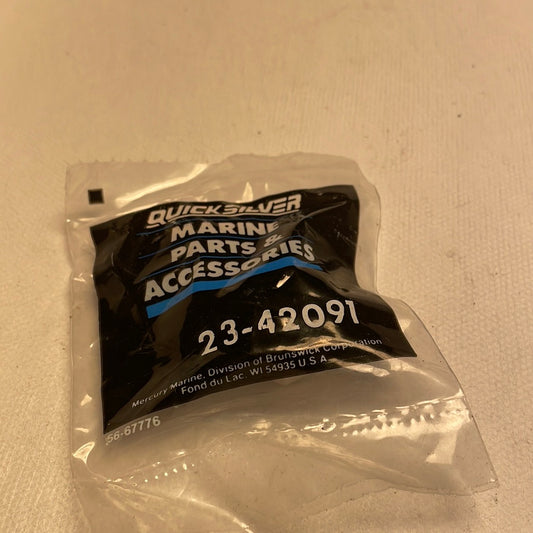 QUICKSILVER
MARINE
PARTS &
ACCESSORIES
23-42091
Mercury Marine, Division of Brunswick Corporation
Fond du Lac, WI 54935 U S A
56-67776